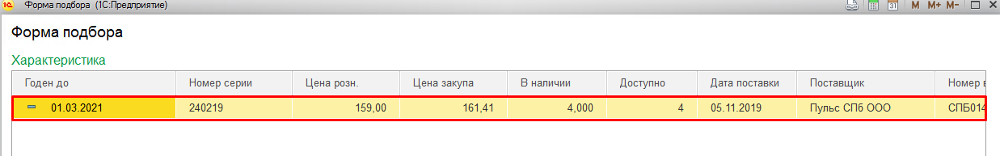 1С Форма подбора (1С:Предприятие) 31 M M+ M-
Форма подбора
Характеристика
Годен до Номер серии Цена розн. Цена закупа В наличии Доступно Дата поставки Поставщик Номер в
01.03.2021 240219 159,00 161,41 4,000 4 05.11.2019 Пульс СПб ООО СПБ014